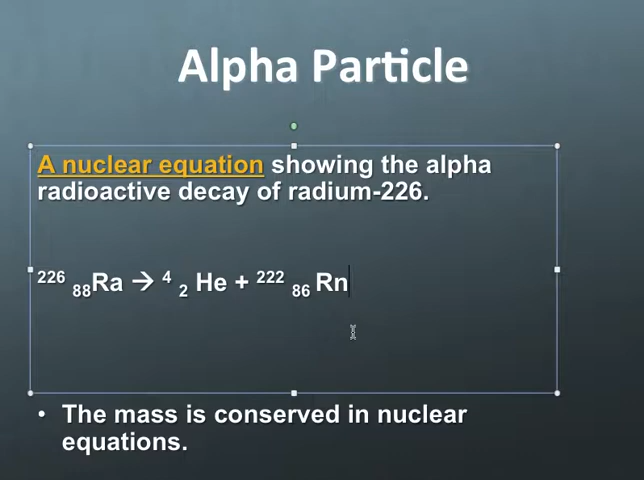 Alpha Particle
A nuclear equation showing the alpha
radioactive decay of radium-226.
²²⁶ ₈₈Ra → ⁴ ₂ He + ²²² ₈₆ Rn
• The mass is conserved in nuclear
equations.